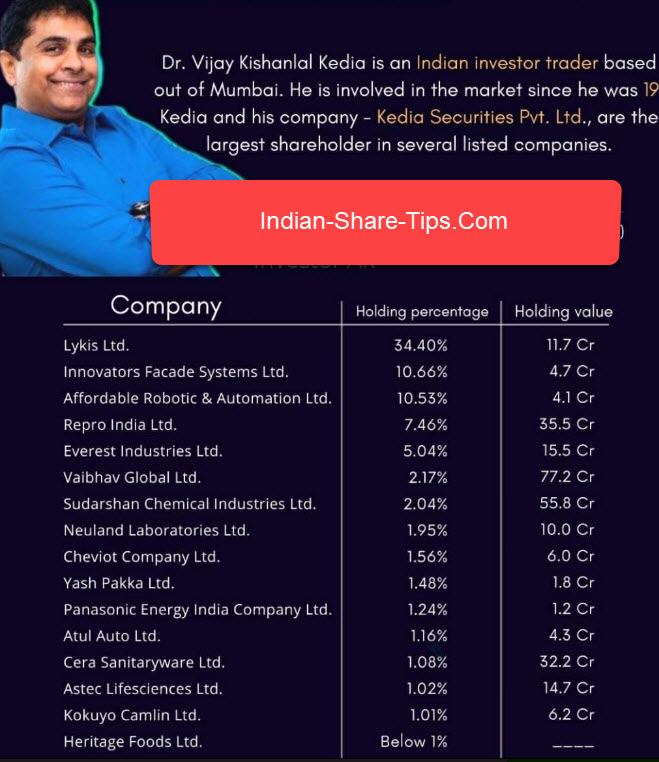 Dr. Vijay Kishanlal Kedia is an Indian investor trader based
out of Mumbai. He is involved in the market since he was 19
Kedia and his company - Kedia Securities Pvt. Ltd., are the
largest shareholder in several listed companies.
Indian-Share-Tips.Com
Company Holding percentage Holding value
Lykis Ltd. 34.40% 11.7 Cr
Innovators Facade Systems Ltd. 10.66% 4.7 Cr
Affordable Robotic & Automation Ltd. 10.53% 4.1 Cr
Repro India Ltd. 7.46% 35.5 Cr
Everest Industries Ltd. 5.04% 15.5 Cr
Vaibhav Global Ltd. 2.17% 77.2 Cr
Sudarshan Chemical Industries Ltd. 2.04% 55.8 Cr
Neuland Laboratories Ltd. 1.95% 10.0 Cr
Cheviot Company Ltd. 1.56% 6.0 Cr
Yash Pakka Ltd. 1.48% 1.8 Cr
Panasonic Energy India Company Ltd. 1.24% 1.2 Cr
Atul Auto Ltd. 1.16% 4.3 Cr
Cera Sanitaryware Ltd. 1.08% 32.2 Cr
Astec Lifesciences Ltd. 1.02% 14.7 Cr
Kokuyo Camlin Ltd. 1.01% 6.2 Cr
Heritage Foods Ltd. Below 1% ____